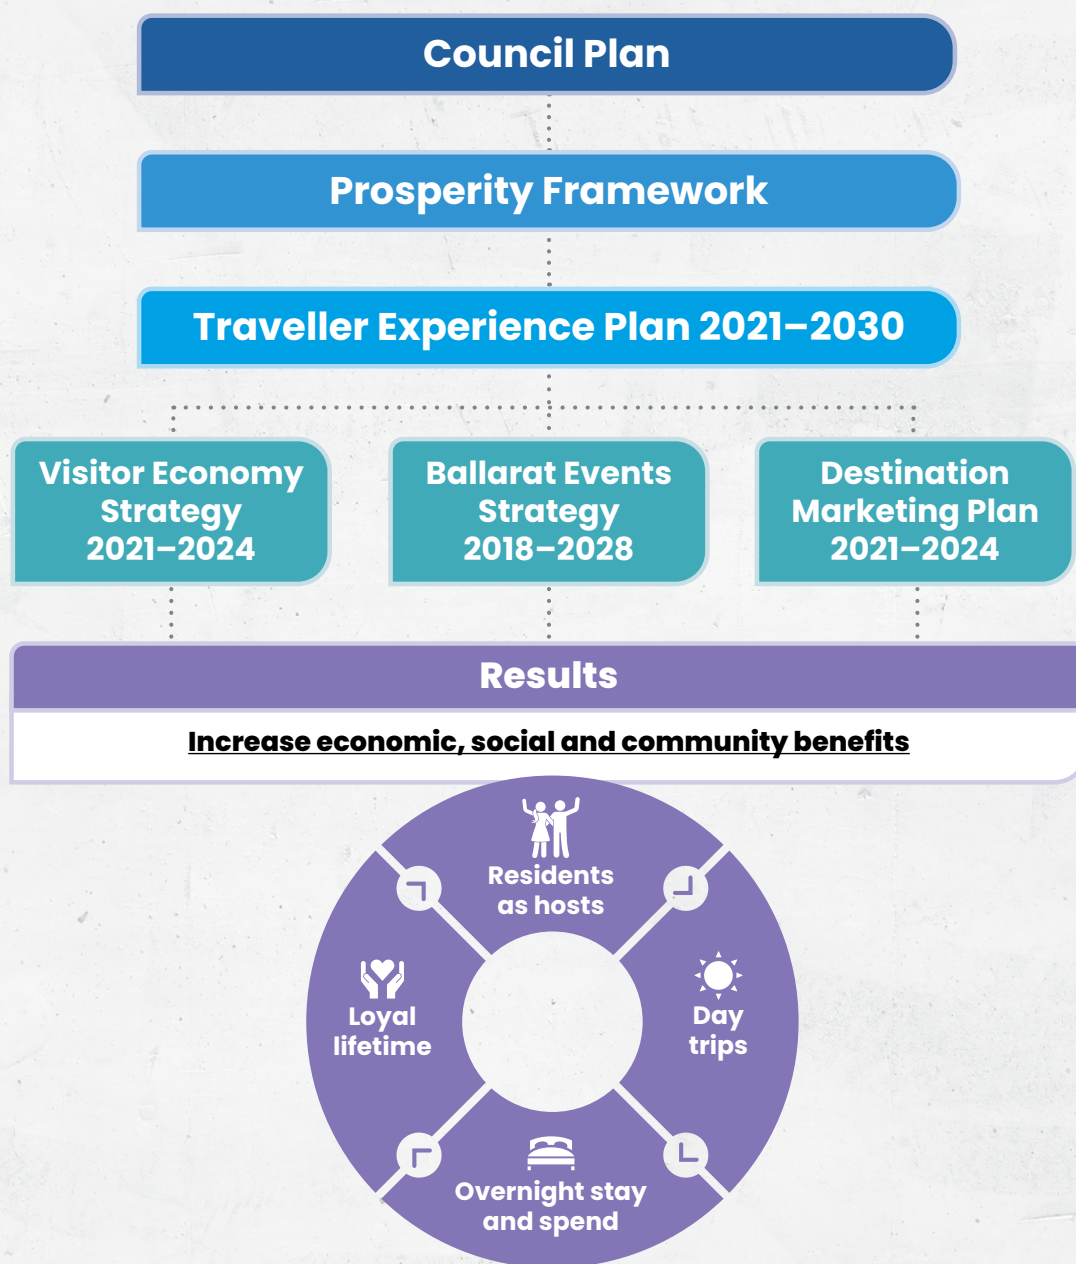 Council Plan
Prosperity Framework
Traveller Experience Plan 2021–2030
Visitor Economy
Strategy
2021–2024
Ballarat Events
Strategy
2018–2028
Destination
Marketing Plan
2021–2024
Results
Increase economic, social and community benefits
Residents
as hosts
Day
trips
Overnight stay
and spend
Loyal
lifetime